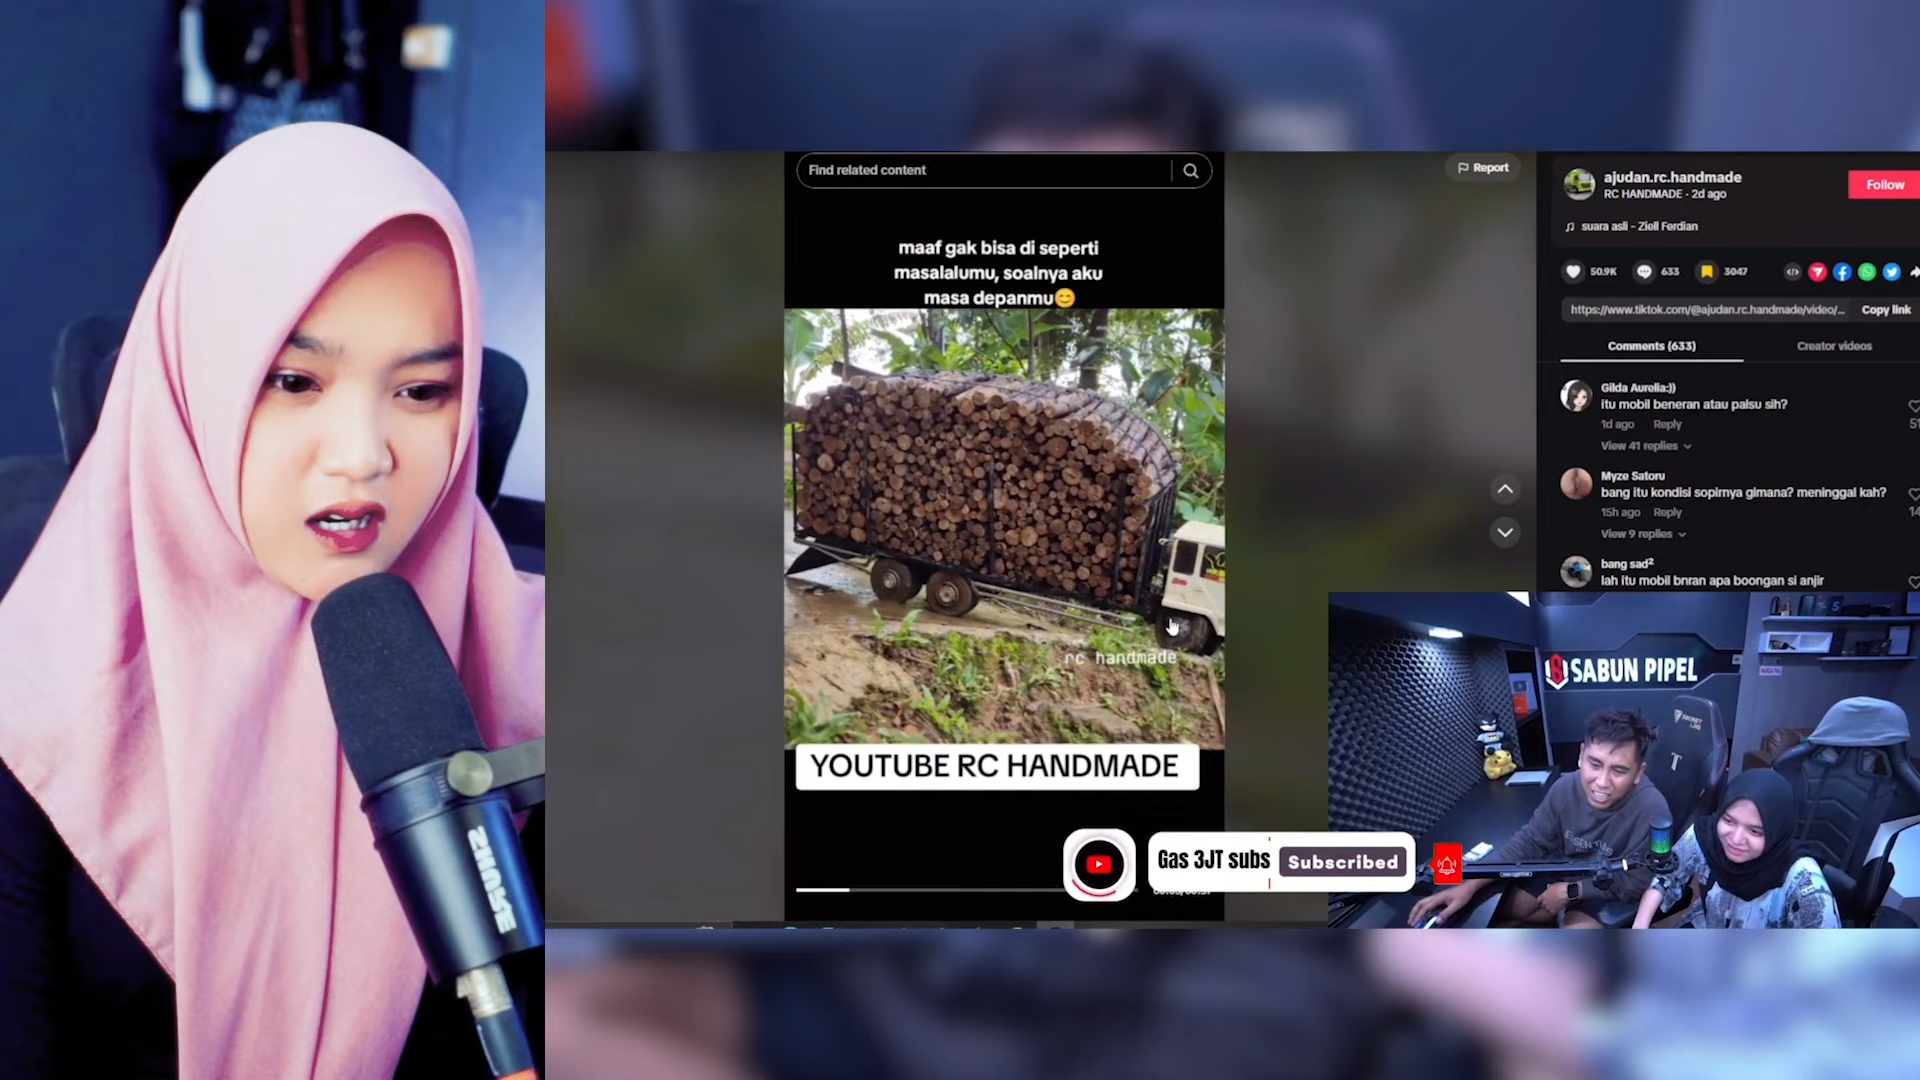 Find related content
Report
maaf gak bisa di seperti
masalalumu, soalnya aku
masa depanmu😊
rc handmade
YOUTUBE RC HANDMADE
Gas 3JT subs
Subscribed
ajudan.rc.handmade
RC HANDMADE · 2d ago
Follow
suara asli - Ziell Ferdian
50.9K
633
3047
https://www.tiktok.com/@ajudan.rc.handmade/video/...
Copy link
Comments (633)
Creator videos
Gilda Aurelia:))
itu mobil beneran atau palsu sih?
1d ago Reply
View 41 replies
Myze Satoru
bang itu kondisi sopirnya gimana? meninggal kah?
15h ago Reply
View 9 replies
bang sad²
lah itu mobil bnran apa boongan si anjir
SABUN PIPEL
SHURE